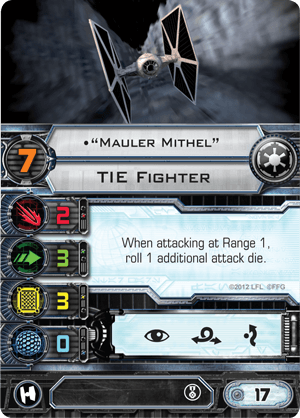 •“Mauler Mithel”
7
TIE Fighter
2
3
3
0
When attacking at Range 1,
roll 1 additional attack die.
©2012 LFL ©FFG
17